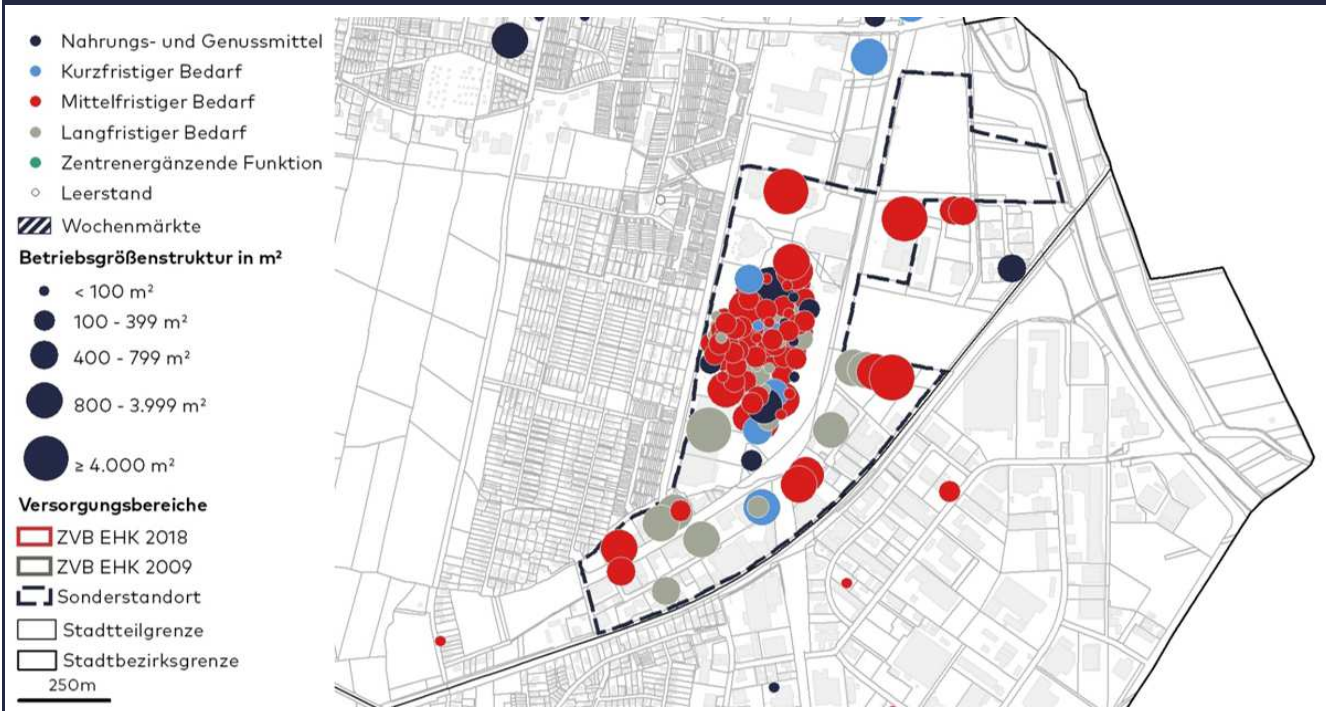 Nahrungs- und Genussmittel
Kurzfristiger Bedarf
Mittelfristiger Bedarf
Langfristiger Bedarf
Zentrenergänzende Funktion
Leerstand
Wochenmärkte
Betriebsgrößenstruktur in m²
< 100 m²
100 - 399 m²
400 - 799 m²
800 - 3.999 m²
≥ 4.000 m²
Versorgungsbereiche
ZVB EHK 2018
ZVB EHK 2009
Sonderstandort
Stadtteilgrenze
Stadtbezirksgrenze
250m